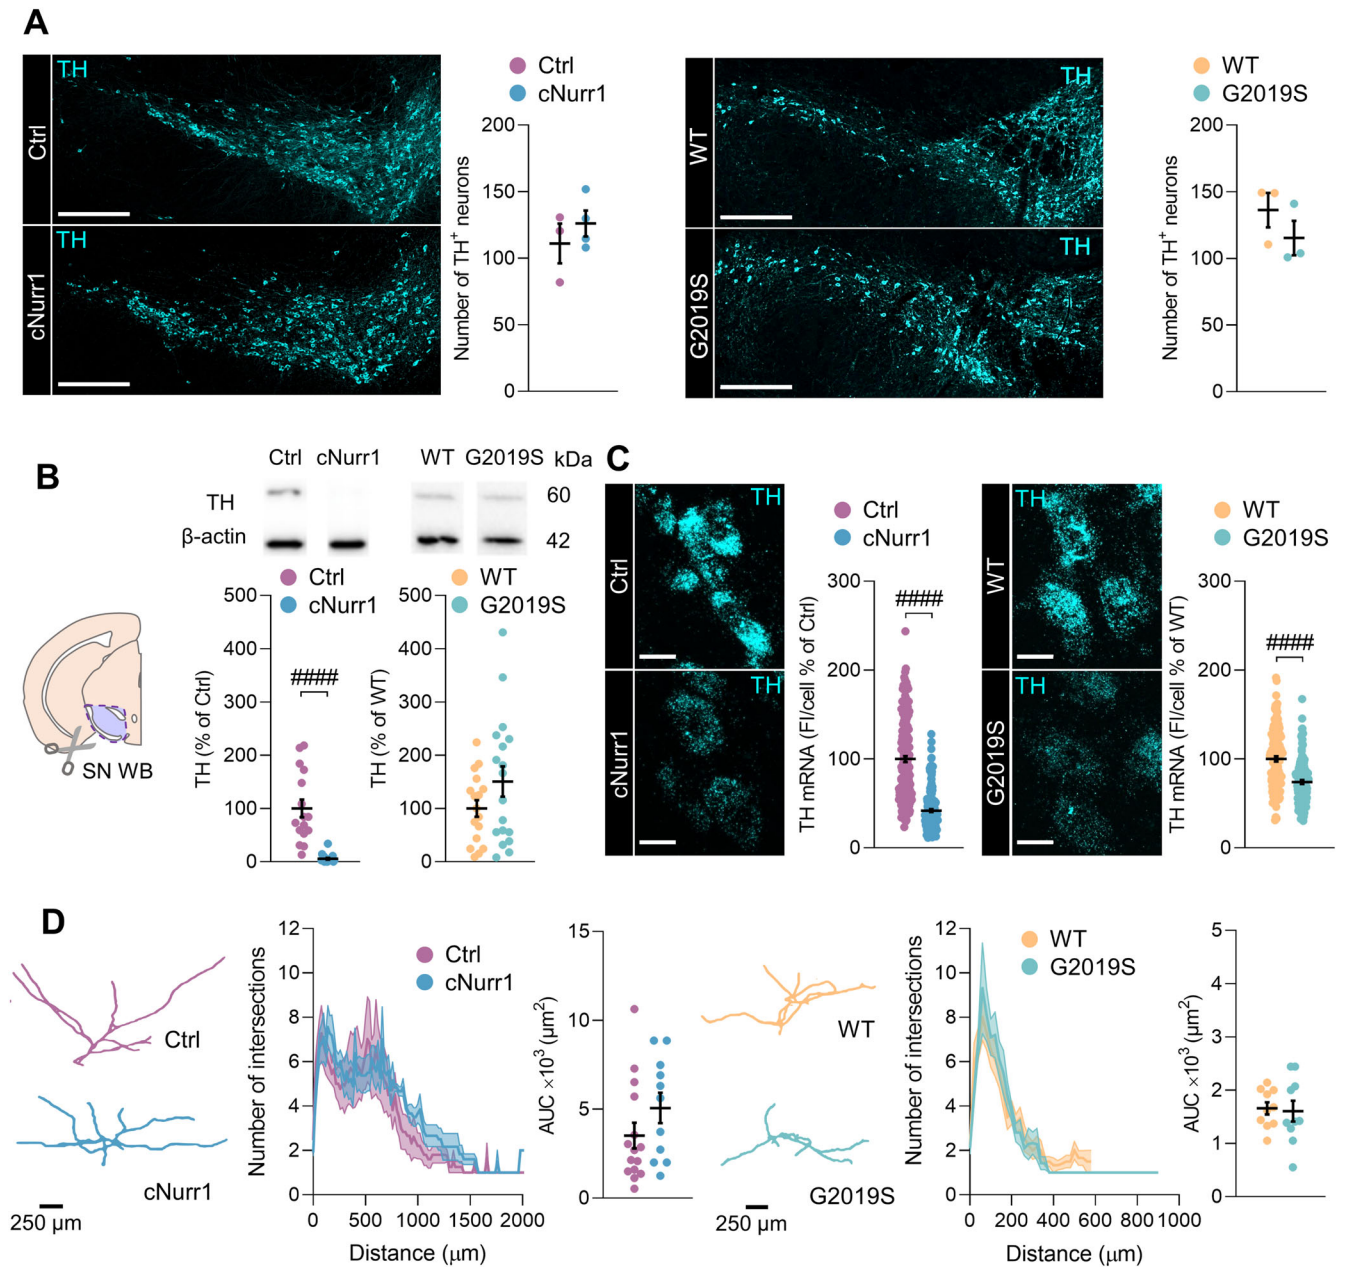 A
Ctrl
TH
cNurr1
TH
Ctrl
cNurr1
Number of TH+ neurons
200
150
100
50
0
WT
TH
G2019S
TH
WT
G2019S
Number of TH+ neurons
200
150
100
50
0
B
Ctrl cNurr1 WT G2019S kDa
TH 60
β-actin 42
SN WB
Ctrl
cNurr1
TH (% of Ctrl)
500
400
300
200
100
0
####
WT
G2019S
TH (% of WT)
500
400
300
200
100
0
C
Ctrl
TH
cNurr1
TH
Ctrl
cNurr1
TH mRNA (FI/cell % of Ctrl)
300
200
100
0
####
WT
TH
G2019S
TH
WT
G2019S
TH mRNA (FI/cell % of WT)
300
200
100
0
####
D
Ctrl
cNurr1
250 µm
Number of intersections
12
10
8
6
4
2
0
Ctrl
cNurr1
0 500 1000 1500 2000
Distance (µm)
AUC ×10³ (µm²)
15
10
5
0
WT
G2019S
250 µm
Number of intersections
12
10
8
6
4
2
0
WT
G2019S
0 200 400 600 800 1000
Distance (µm)
AUC ×10³ (µm²)
5
4
3
2
1
0